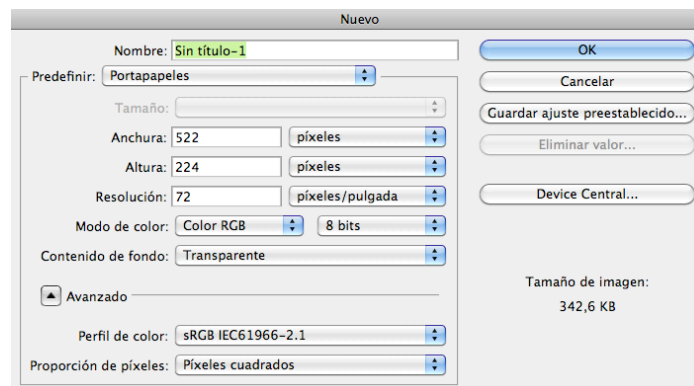 Nuevo
Nombre: Sin título-1
OK
Predefinir: Portapapeles
Cancelar
Tamaño:
Guardar ajuste preestablecido...
Anchura: 522 píxeles
Eliminar valor...
Altura: 224 píxeles
Resolución: 72 píxeles/pulgada
Device Central...
Modo de color: Color RGB 8 bits
Contenido de fondo: Transparente
Tamaño de imagen:
Avanzado
342,6 KB
Perfil de color: sRGB IEC61966-2.1
Proporción de píxeles: Píxeles cuadrados